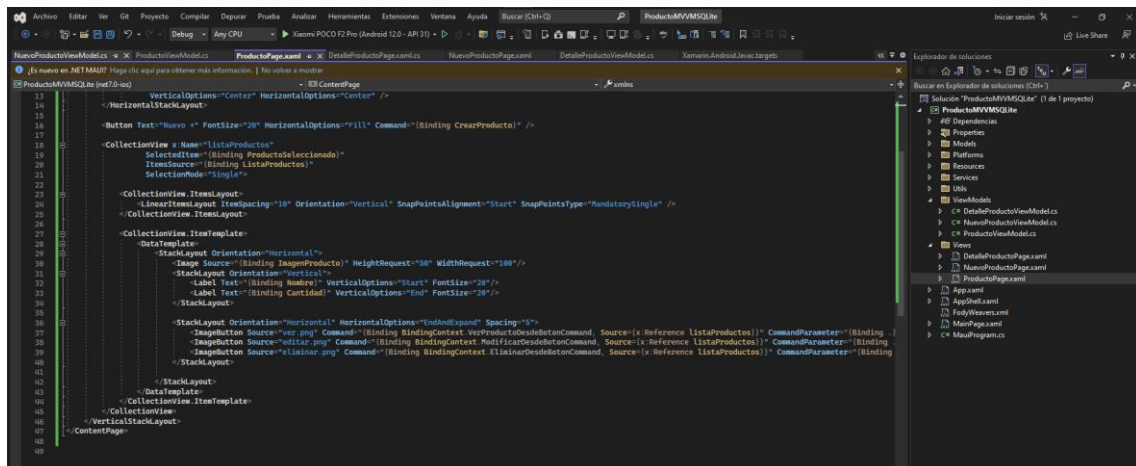 Archivo Editar Ver Git Proyecto Compilar Depurar Prueba Analizar Herramientas Extensiones Ventana Ayuda Buscar (Ctrl+Q) ProductoMVVMSQLite Iniciar sesión
Debug Any CPU Xiaomi POCO F2 Pro (Android 12.0 - API 31) Live Share
NuevoProductoViewModel.cs ProductoViewModel.cs ProductoPage.xaml DetalleProductoPage.xaml.cs NuevoProductoPage.xaml DetalleProductoViewModel.cs Xamarin.Android.Javac.targets
¿Es nuevo en .NET MAUI? Haga clic aquí para obtener más información. | No volver a mostrar
ProductoMVVMSQLite (net7.0-ios) ContentPage xmlns
13 VerticalOptions="Center" HorizontalOptions="Center" />
14 </HorizontalStackLayout>
15
16 <Button Text="Nuevo +" FontSize="20" HorizontalOptions="Fill" Command="{Binding CrearProducto}" />
17
18 <CollectionView x:Name="listaProductos"
19 SelectedItem="{Binding ProductoSeleccionado}"
20 ItemsSource="{Binding ListaProductos}"
21 SelectionMode="Single">
22
23 <CollectionView.ItemsLayout>
24 <LinearItemsLayout ItemSpacing="10" Orientation="Vertical" SnapPointsAlignment="Start" SnapPointsType="MandatorySingle" />
25 </CollectionView.ItemsLayout>
26
27 <CollectionView.ItemTemplate>
28 <DataTemplate>
29 <StackLayout Orientation="Horizontal">
30 <Image Source="{Binding ImagenProducto}" HeightRequest="50" WidthRequest="100"/>
31 <StackLayout Orientation="Vertical">
32 <Label Text="{Binding Nombre}" VerticalOptions="Start" FontSize="20"/>
33 <Label Text="{Binding Cantidad}" VerticalOptions="End" FontSize="20"/>
34 </StackLayout>
35
36 <StackLayout Orientation="Horizontal" HorizontalOptions="EndAndExpand" Spacing="5">
37 <ImageButton Source="ver.png" Command="{Binding BindingContext.VerProductoDesdeBotonCommand, Source={x:Reference listaProductos}}" CommandParameter="{Binding .}
38 <ImageButton Source="editar.png" Command="{Binding BindingContext.ModificarDesdeBotonCommand, Source={x:Reference listaProductos}}" CommandParameter="{Binding .
39 <ImageButton Source="eliminar.png" Command="{Binding BindingContext.EliminarDesdeBotonCommand, Source={x:Reference listaProductos}}" CommandParameter="{Binding
40 </StackLayout>
41
42 </StackLayout>
43 </DataTemplate>
44 </CollectionView.ItemTemplate>
45 </CollectionView>
46 </VerticalStackLayout>
47 </ContentPage>
48
49
Explorador de soluciones
Buscar en Explorador de soluciones (Ctrl+´)
Solución "ProductoMVVMSQLite" (1 de 1 proyecto)
ProductoMVVMSQLite
Dependencias
Properties
Models
Platforms
Resources
Services
Utils
ViewModels
C# DetalleProductoViewModel.cs
C# NuevoProductoViewModel.cs
C# ProductoViewModel.cs
Views
DetalleProductoPage.xaml
NuevoProductoPage.xaml
ProductoPage.xaml
App.xaml
AppShell.xaml
FodyWeavers.xml
MainPage.xaml
C# MauiProgram.cs